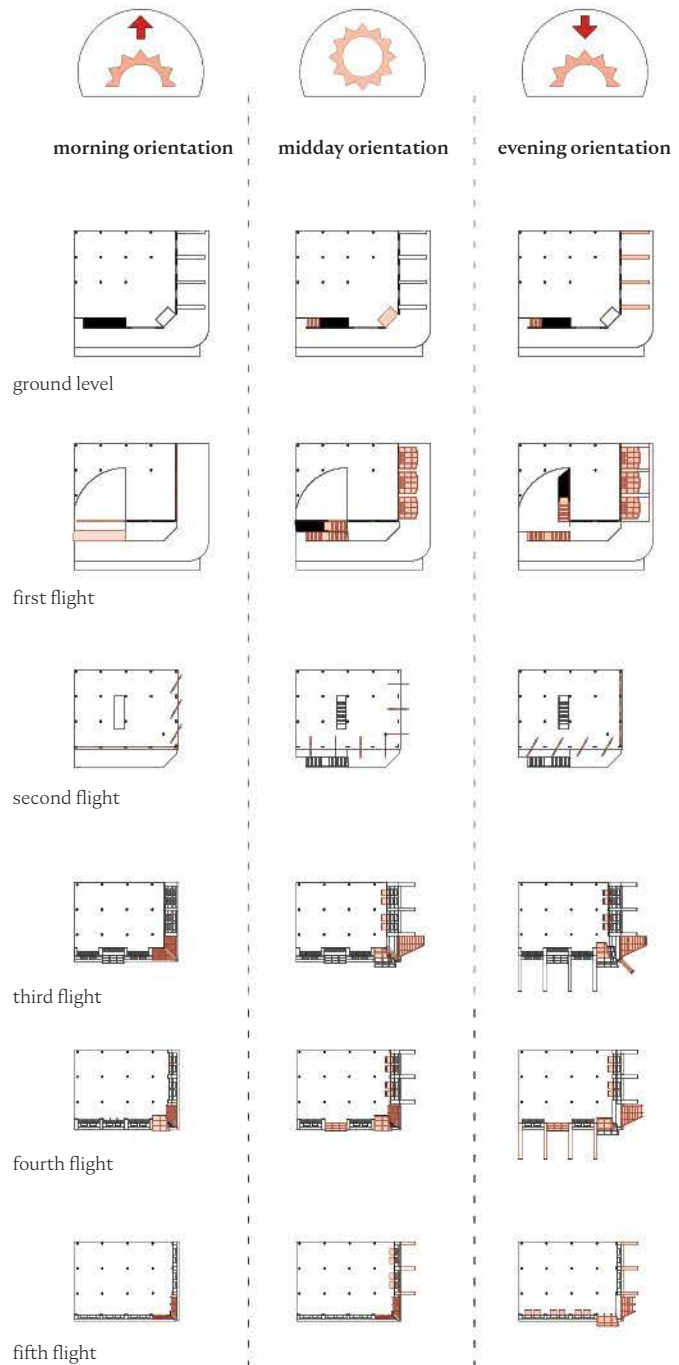 morning orientation
midday orientation
evening orientation
ground level
first flight
second flight
third flight
fourth flight
fifth flight